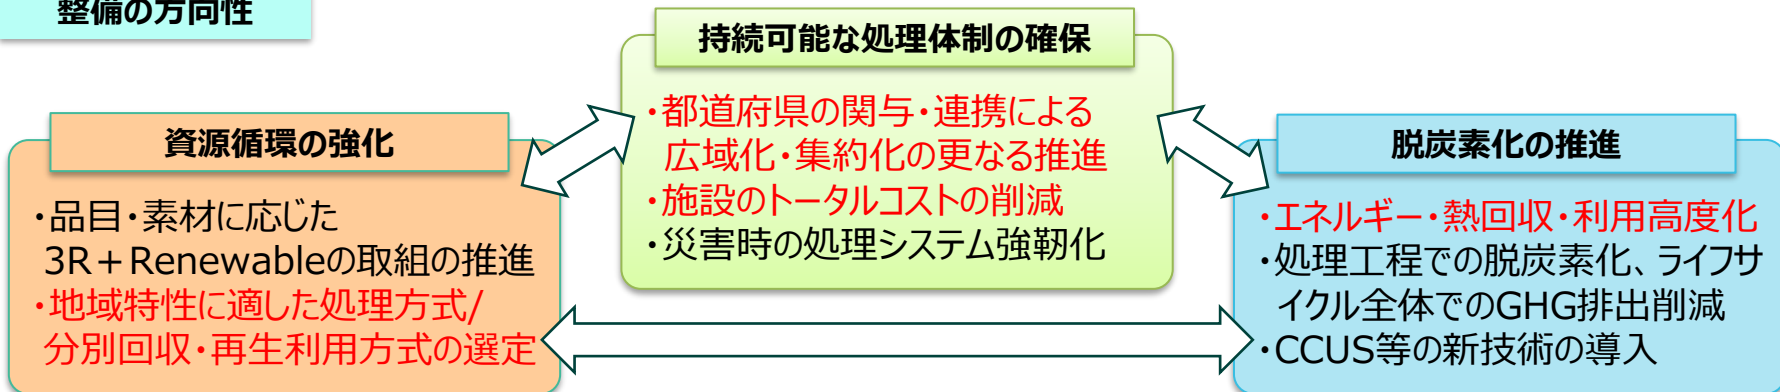 整備の方向性
持続可能な処理体制の確保
・都道府県の関与・連携による
広域化・集約化の更なる推進
・施設のトータルコストの削減
・災害時の処理システム強靭化
資源循環の強化
・品目・素材に応じた
3R+Renewableの取組の推進
・地域特性に適した処理方式/
分別回収・再生利用方式の選定
脱炭素化の推進
・エネルギー・熱回収・利用高度化
・処理工程での脱炭素化、ライフサ
イクル全体でのGHG排出削減
・CCUS等の新技術の導入